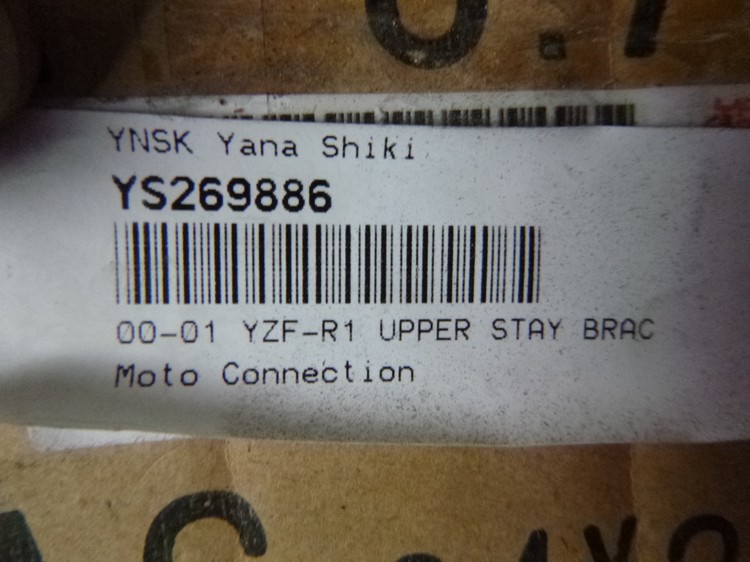 YNSK Yana Shiki
YS269886
00-01 YZF-R1 UPPER STAY BRAC
Moto Connection